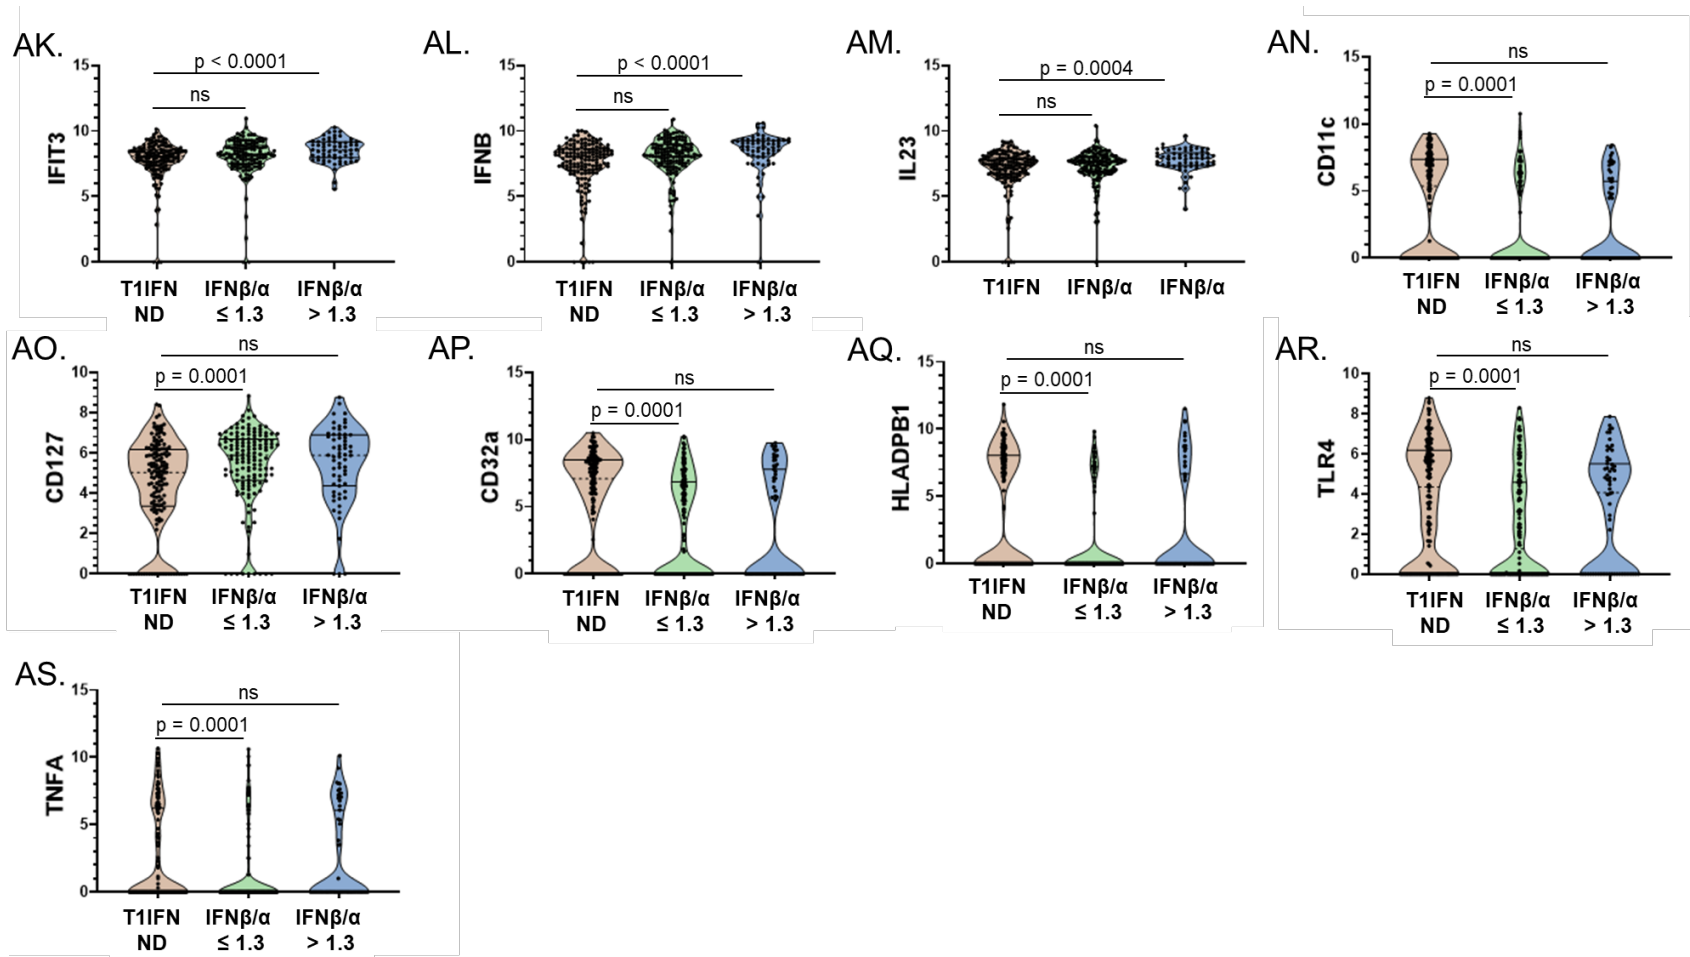 AK.
p < 0.0001
ns
15
10
5
0
IFIT3
T1IFN ND
IFNβ/α ≤ 1.3
IFNβ/α > 1.3
AL.
p < 0.0001
ns
15
10
5
0
IFNB
T1IFN ND
IFNβ/α ≤ 1.3
IFNβ/α > 1.3
AM.
p = 0.0004
ns
15
10
5
0
IL23
T1IFN
IFNβ/α
IFNβ/α
AN.
ns
p = 0.0001
15
10
5
0
CD11c
T1IFN ND
IFNβ/α ≤ 1.3
IFNβ/α > 1.3
AO.
ns
p = 0.0001
10
8
6
4
2
0
CD127
T1IFN ND
IFNβ/α ≤ 1.3
IFNβ/α > 1.3
AP.
ns
p = 0.0001
15
10
5
0
CD32a
T1IFN ND
IFNβ/α ≤ 1.3
IFNβ/α > 1.3
AQ.
ns
p = 0.0001
15
10
5
0
HLADPB1
T1IFN ND
IFNβ/α ≤ 1.3
IFNβ/α > 1.3
AR.
ns
p = 0.0001
10
8
6
4
2
0
TLR4
T1IFN ND
IFNβ/α ≤ 1.3
IFNβ/α > 1.3
AS.
ns
p = 0.0001
15
10
5
0
TNFA
T1IFN ND
IFNβ/α ≤ 1.3
IFNβ/α > 1.3